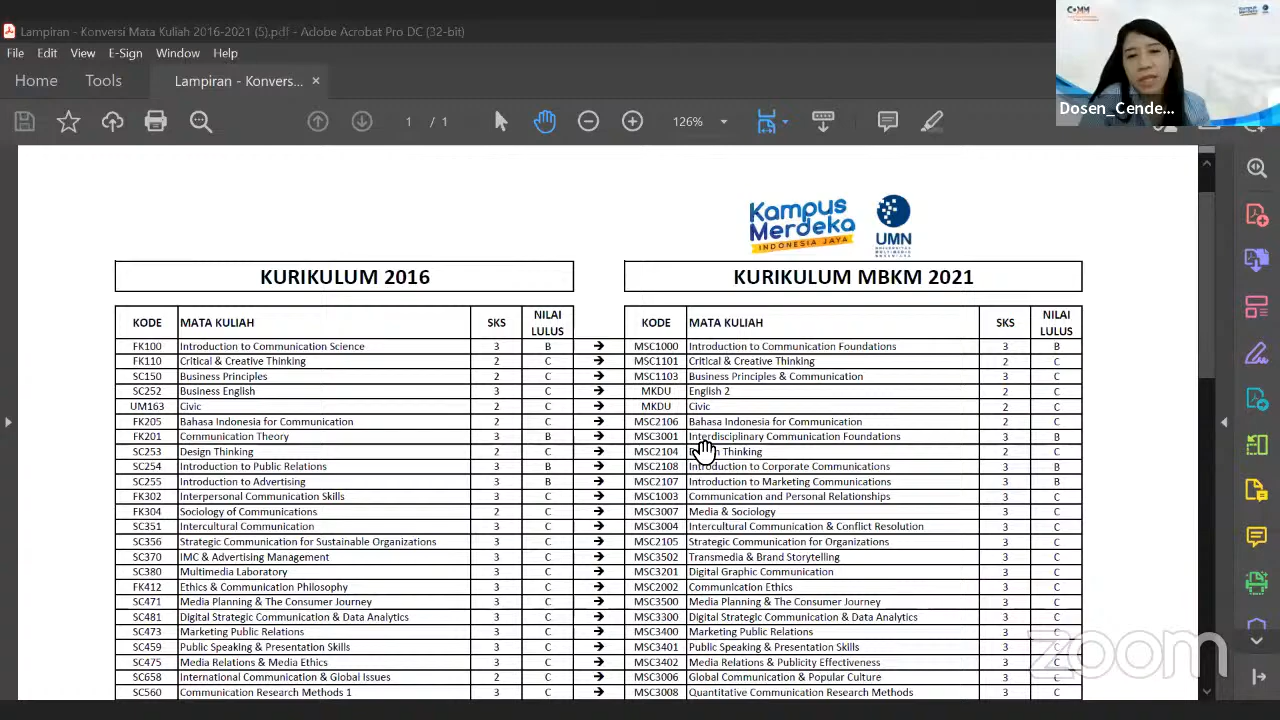 Lampiran - Konversi Mata Kuliah 2016-2021 (5).pdf - Adobe Acrobat Pro DC (32-bit)
File Edit View E-Sign Window Help
Home Tools Lampiran - Konvers... ×
1 / 1 126%
COMM
Kampus Merdeka
Dosen_Cende...
Kampus
Merdeka
INDONESIA JAYA
UMN
UNIVERSITAS MULTIMEDIA NUSANTARA
KURIKULUM 2016 KURIKULUM MBKM 2021
KODE MATA KULIAH SKS NILAI LULUS KODE MATA KULIAH SKS NILAI LULUS
FK100 Introduction to Communication Science 3 B → MSC1000 Introduction to Communication Foundations 3 B
FK110 Critical & Creative Thinking 2 C → MSC1101 Critical & Creative Thinking 2 C
SC150 Business Principles 2 C → MSC1103 Business Principles & Communication 3 C
SC252 Business English 3 C → MKDU English 2 2 C
UM163 Civic 2 C → MKDU Civic 2 C
FK205 Bahasa Indonesia for Communication 2 C → MSC2106 Bahasa Indonesia for Communication 2 C
FK201 Communication Theory 3 B → MSC3001 Interdisciplinary Communication Foundations 3 B
SC253 Design Thinking 2 C → MSC2104 Thinking 2 C
SC254 Introduction to Public Relations 3 B → MSC2108 Introduction to Corporate Communications 3 B
SC255 Introduction to Advertising 3 B → MSC2107 Introduction to Marketing Communications 3 B
FK302 Interpersonal Communication Skills 3 C → MSC1003 Communication and Personal Relationships 3 C
FK304 Sociology of Communications 2 C → MSC3007 Media & Sociology 3 C
SC351 Intercultural Communication 3 C → MSC3004 Intercultural Communication & Conflict Resolution 3 C
SC356 Strategic Communication for Sustainable Organizations 3 C → MSC2105 Strategic Communication for Organizations 3 C
SC370 IMC & Advertising Management 3 C → MSC3502 Transmedia & Brand Storytelling 3 C
SC380 Multimedia Laboratory 3 C → MSC3201 Digital Graphic Communication 3 C
FK412 Ethics & Communication Philosophy 3 C → MSC2002 Communication Ethics 3 C
SC471 Media Planning & The Consumer Journey 3 C → MSC3500 Media Planning & The Consumer Journey 3 C
SC481 Digital Strategic Communication & Data Analytics 3 C → MSC3300 Digital Strategic Communication & Data Analytics 3 C
SC473 Marketing Public Relations 3 C → MSC3400 Marketing Public Relations 3 C
SC459 Public Speaking & Presentation Skills 3 C → MSC3401 Public Speaking & Presentation Skills 3 C
SC475 Media Relations & Media Ethics 3 C → MSC3402 Media Relations & Publicity Effectiveness 3 C
SC658 International Communication & Global Issues 2 C → MSC3006 Global Communication & Popular Culture 3 C
SC560 Communication Research Methods 1 3 C → MSC3008 Quantitative Communication Research Methods 3 C
zoom